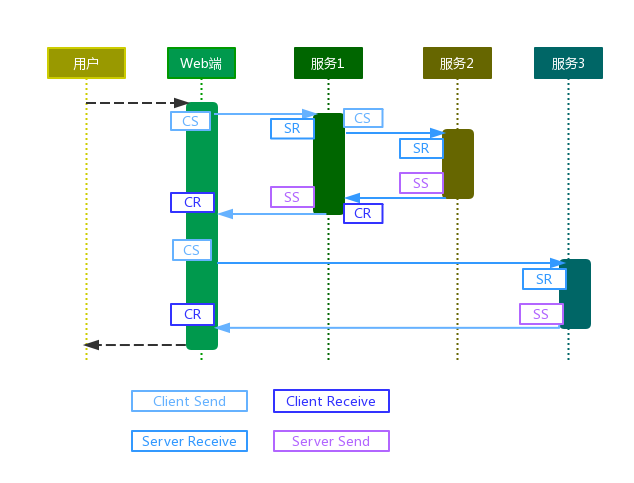 用户
Web端
服务1
服务2
服务3
CS
CS
SR
SR
SS
SS
CR
CR
CS
SR
CR
SS
Client Send
Client Receive
Server Receive
Server Send